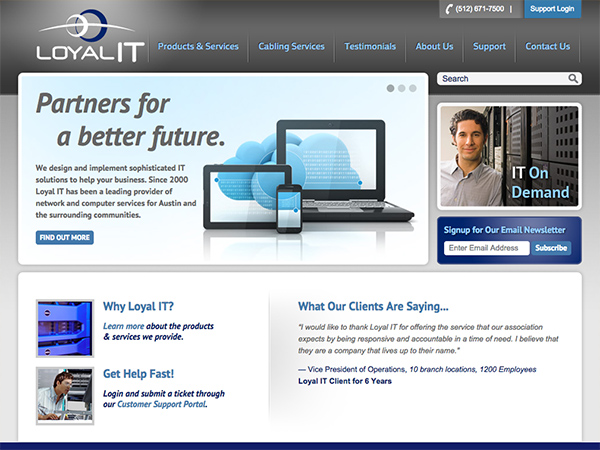 (512) 671-7500 |
Support Login
LOYAL IT
Products & Services
Cabling Services
Testimonials
About Us
Support
Contact Us
Search
Partners for
a better future.
We design and implement sophisticated IT
solutions to help your business. Since 2000
Loyal IT has been a leading provider of
network and computer services for Austin and
the surrounding communities.
FIND OUT MORE
IT On
Demand
Signup for Our Email Newsletter
Enter Email Address
Subscribe
Why Loyal IT?
Learn more about the products
& services we provide.
Get Help Fast!
Login and submit a ticket through
our Customer Support Portal.
What Our Clients Are Saying...
"I would like to thank Loyal IT for offering the service that our association
expects by being responsive and accountable in a time of need. I believe that
they are a company that lives up to their name."
— Vice President of Operations, 10 branch locations, 1200 Employees
Loyal IT Client for 6 Years